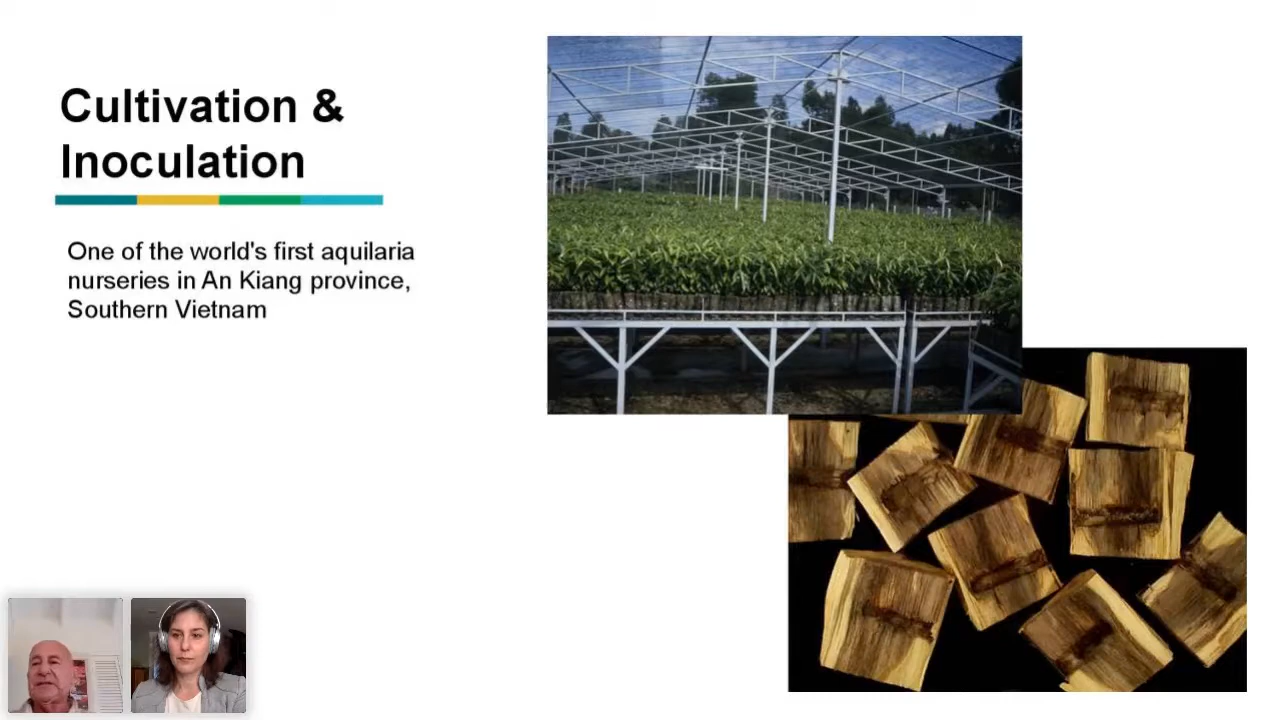 Cultivation &
Inoculation
One of the world's first aquilaria
nurseries in An Kiang province,
Southern Vietnam